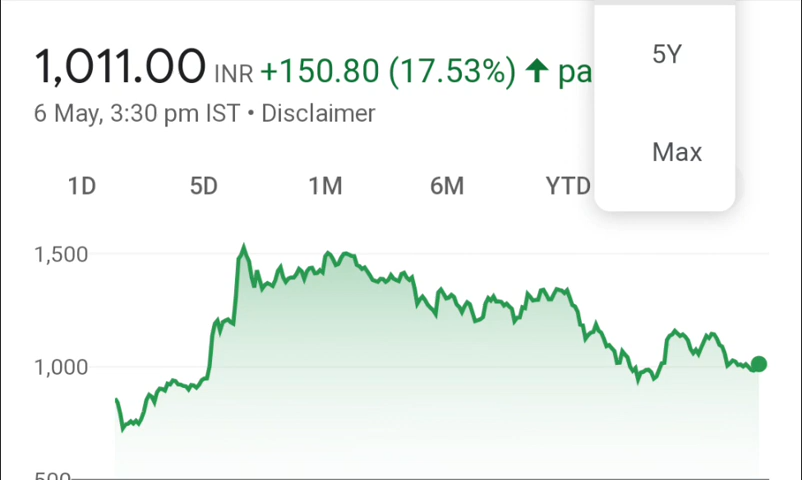 1,011.00 INR +150.80 (17.53%) ↑ pa
6 May, 3:30 pm IST • Disclaimer
5Y
Max
1D 5D 1M 6M YTD
1,500
1,000
500